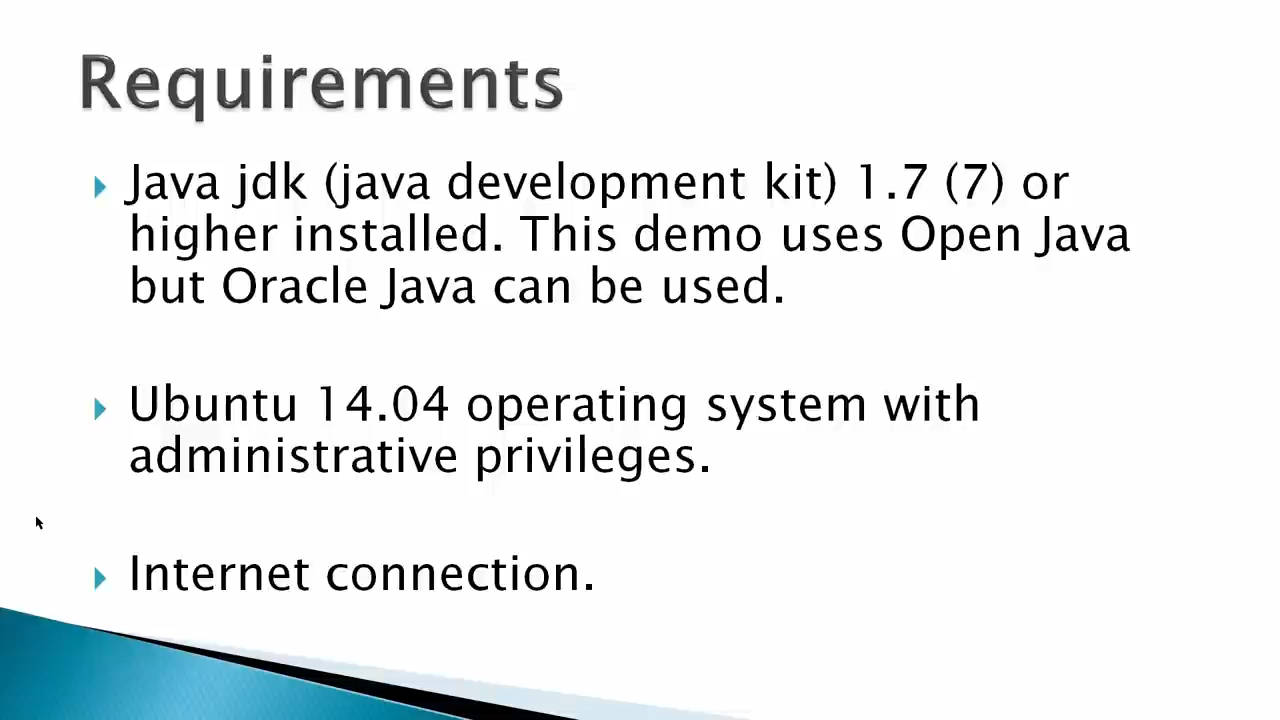 Requirements
Java jdk (java development kit) 1.7 (7) or
higher installed. This demo uses Open Java
but Oracle Java can be used.
Ubuntu 14.04 operating system with
administrative privileges.
Internet connection.